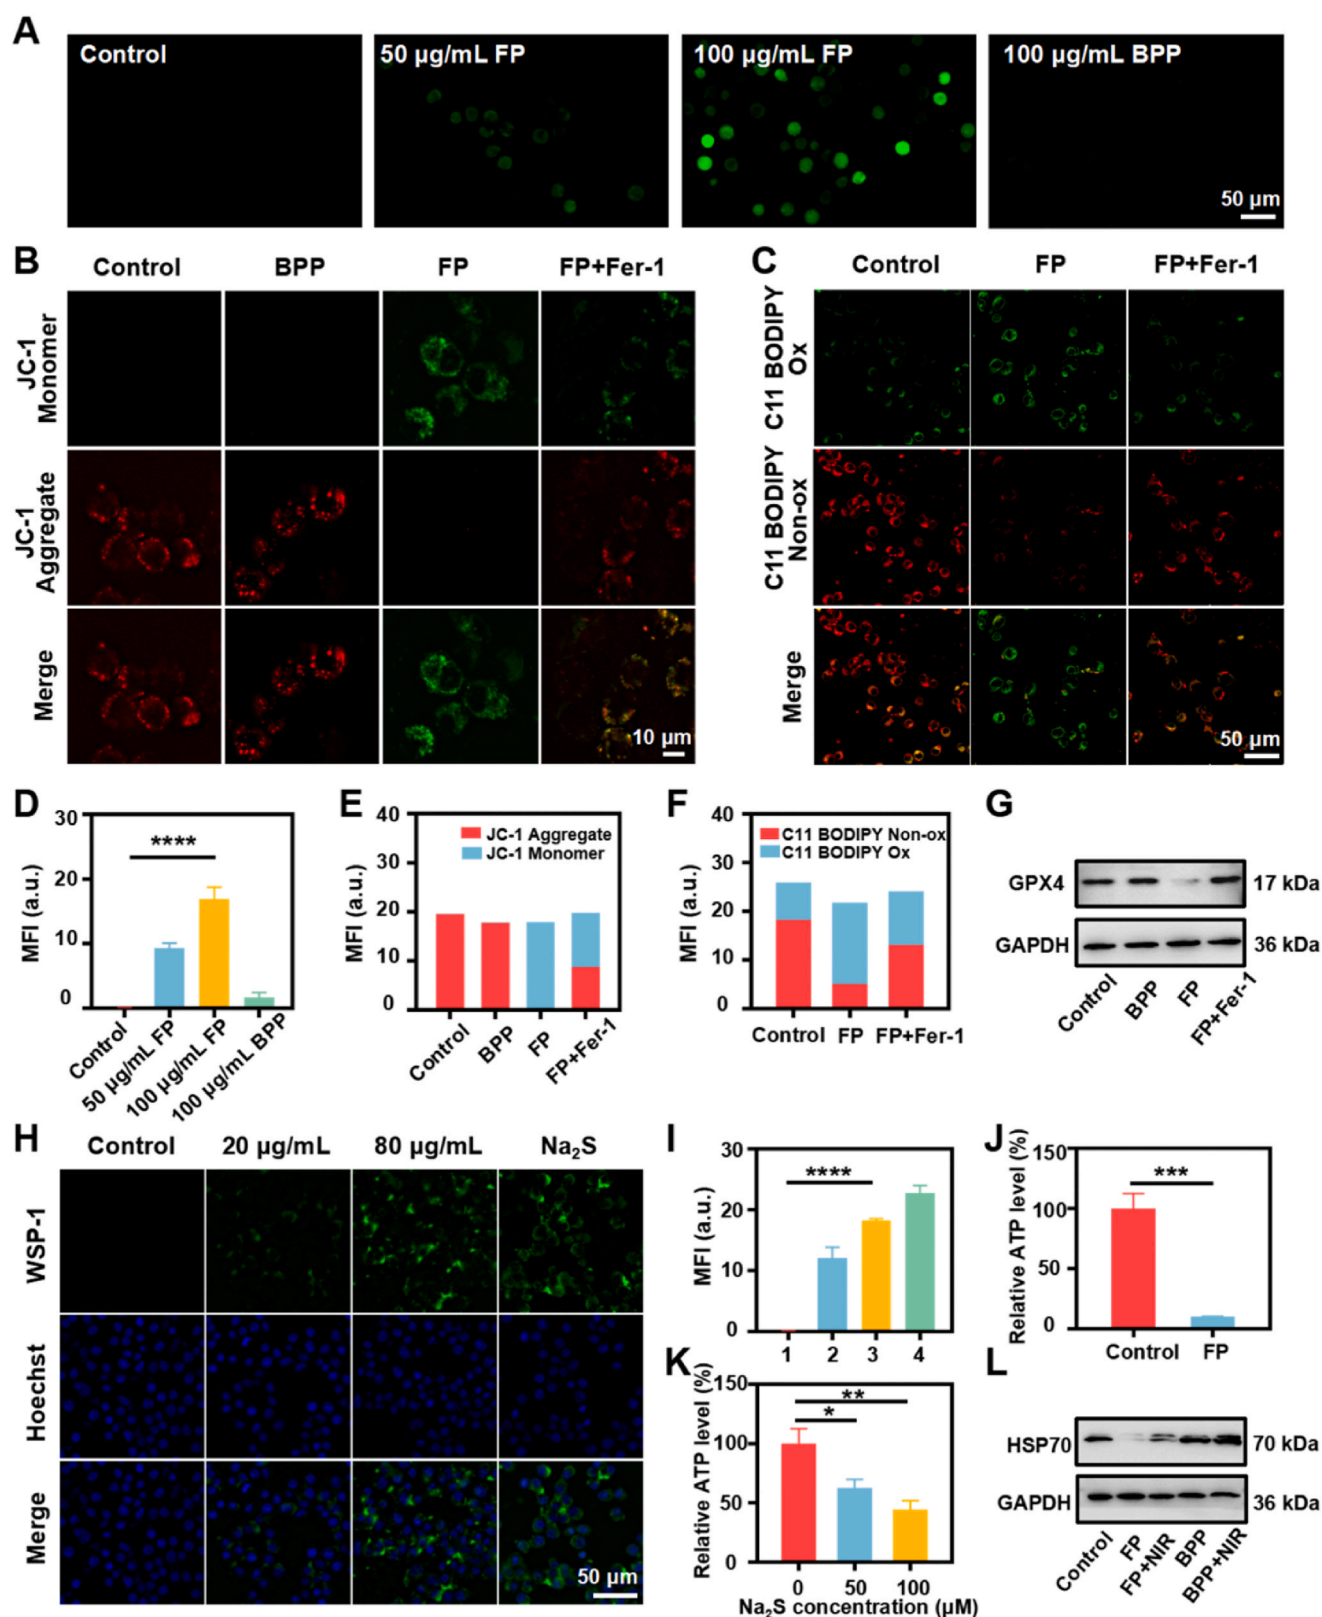 A
Control
50 µg/mL FP
100 µg/mL FP
100 µg/mL BPP
50 µm
B
Control
BPP
FP
FP+Fer-1
JC-1
Monomer
JC-1
Aggregate
Merge
10 µm
C
Control
FP
FP+Fer-1
C11 BODIPY
Ox
C11 BODIPY
Non-ox
Merge
50 µm
D
MFI (a.u.)
30
20
10
0
****
Control
50 µg/mL FP
100 µg/mL FP
100 µg/mL BPP
E
MFI (a.u.)
40
30
20
10
0
JC-1 Aggregate
JC-1 Monomer
Control
BPP
FP
FP+Fer-1
F
MFI (a.u.)
40
30
20
10
0
C11 BODIPY Non-ox
C11 BODIPY Ox
Control
FP
FP+Fer-1
G
GPX4
17 kDa
GAPDH
36 kDa
Control
BPP
FP
FP+Fer-1
H
Control
20 µg/mL
80 µg/mL
Na₂S
WSP-1
Hoechst
Merge
50 µm
I
MFI (a.u.)
30
20
10
0
****
1
2
3
4
J
Relative ATP level (%)
150
100
50
0
***
Control
FP
K
Relative ATP level (%)
150
100
50
0
**
*
0
50
100
Na₂S concentration (µM)
L
HSP70
70 kDa
GAPDH
36 kDa
Control
FP
FP+NIR
BPP
BPP+NIR